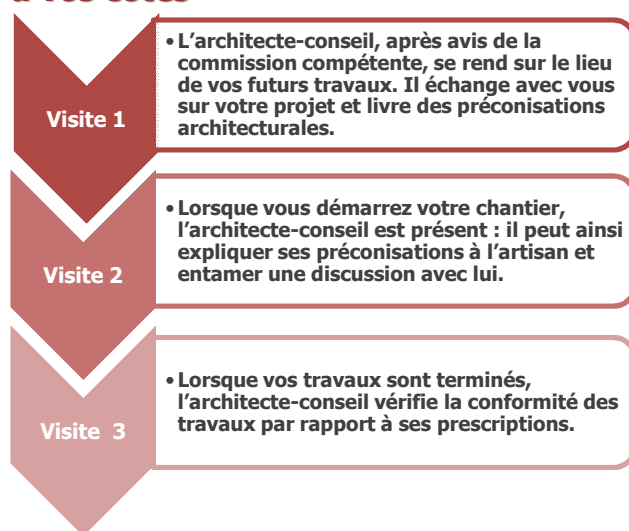 à vos côtés
Visite 1
• L’architecte-conseil, après avis de la
commission compétente, se rend sur le lieu
de vos futurs travaux. Il échange avec vous
sur votre projet et livre des préconisations
architecturales.
Visite 2
• Lorsque vous démarrez votre chantier,
l’architecte-conseil est présent : il peut ainsi
expliquer ses préconisations à l’artisan et
entamer une discussion avec lui.
Visite 3
• Lorsque vos travaux sont terminés,
l’architecte-conseil vérifie la conformité des
travaux par rapport à ses prescriptions.